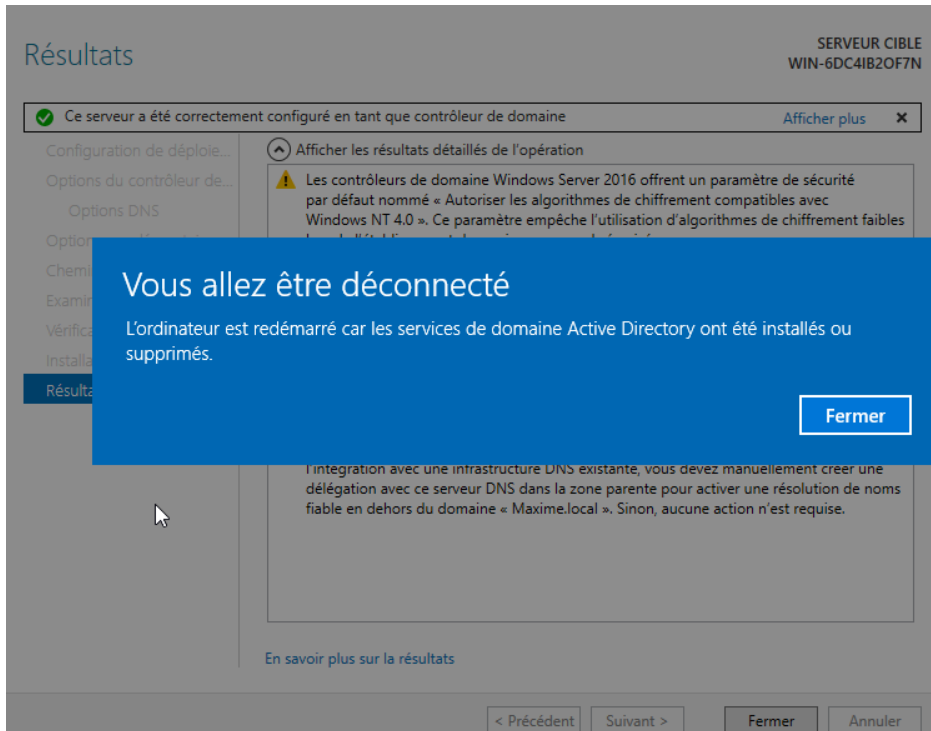 Résultats
SERVEUR CIBLE
WIN-6DC4IB2OF7N
Ce serveur a été correctement configuré en tant que contrôleur de domaine
Afficher plus
Configuration de déploie...
Options du contrôleur de...
Options DNS
Option
Chemi
Examin
Vérifica
Installa
Résulta
Afficher les résultats détaillés de l'opération
Les contrôleurs de domaine Windows Server 2016 offrent un paramètre de sécurité
par défaut nommé « Autoriser les algorithmes de chiffrement compatibles avec
Windows NT 4.0 ». Ce paramètre empêche l'utilisation d'algorithmes de chiffrement faibles
Vous allez être déconnecté
L'ordinateur est redémarré car les services de domaine Active Directory ont été installés ou
supprimés.
Fermer
l'intégration avec une infrastructure DNS existante, vous devez manuellement créer une
délégation avec ce serveur DNS dans la zone parente pour activer une résolution de noms
fiable en dehors du domaine « Maxime.local ». Sinon, aucune action n'est requise.
En savoir plus sur la résultats
< Précédent
Suivant >
Fermer
Annuler